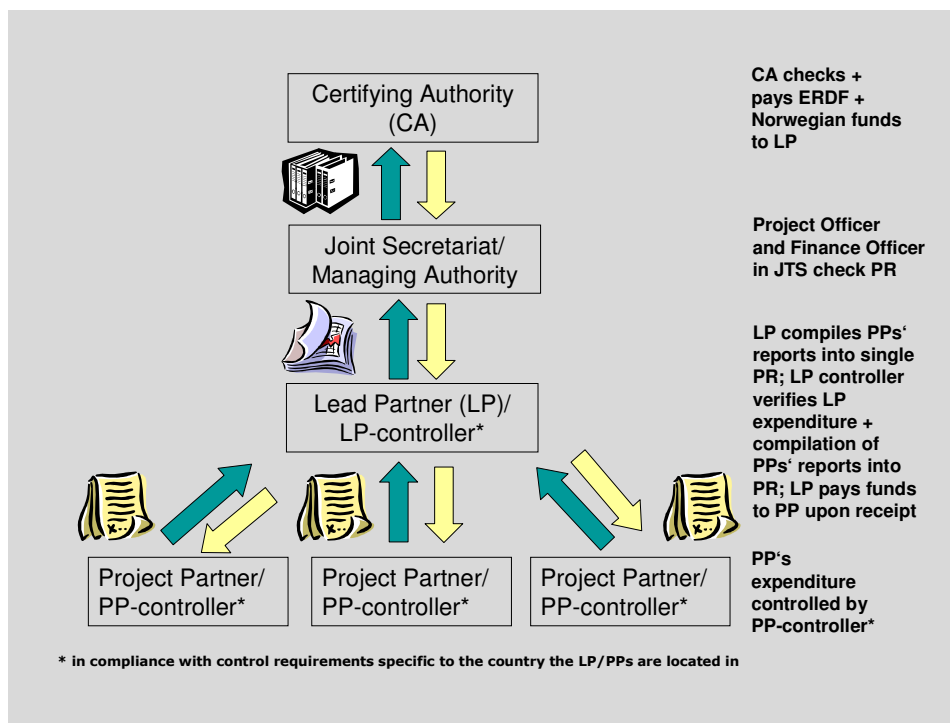 Certifying Authority
(CA)
CA checks +
pays ERDF +
Norwegian funds
to LP
Joint Secretariat/
Managing Authority
Project Officer
and Finance Officer
in JTS check PR
Lead Partner (LP)/
LP-controller*
LP compiles PPs‘
reports into single
PR; LP controller
verifies LP
expenditure +
compilation of
PPs‘ reports into
PR; LP pays funds
to PP upon receipt
Project Partner/
PP-controller*
Project Partner/
PP-controller*
Project Partner/
PP-controller*
PP‘s
expenditure
controlled by
PP-controller*
* in compliance with control requirements specific to the country the LP/PPs are located in